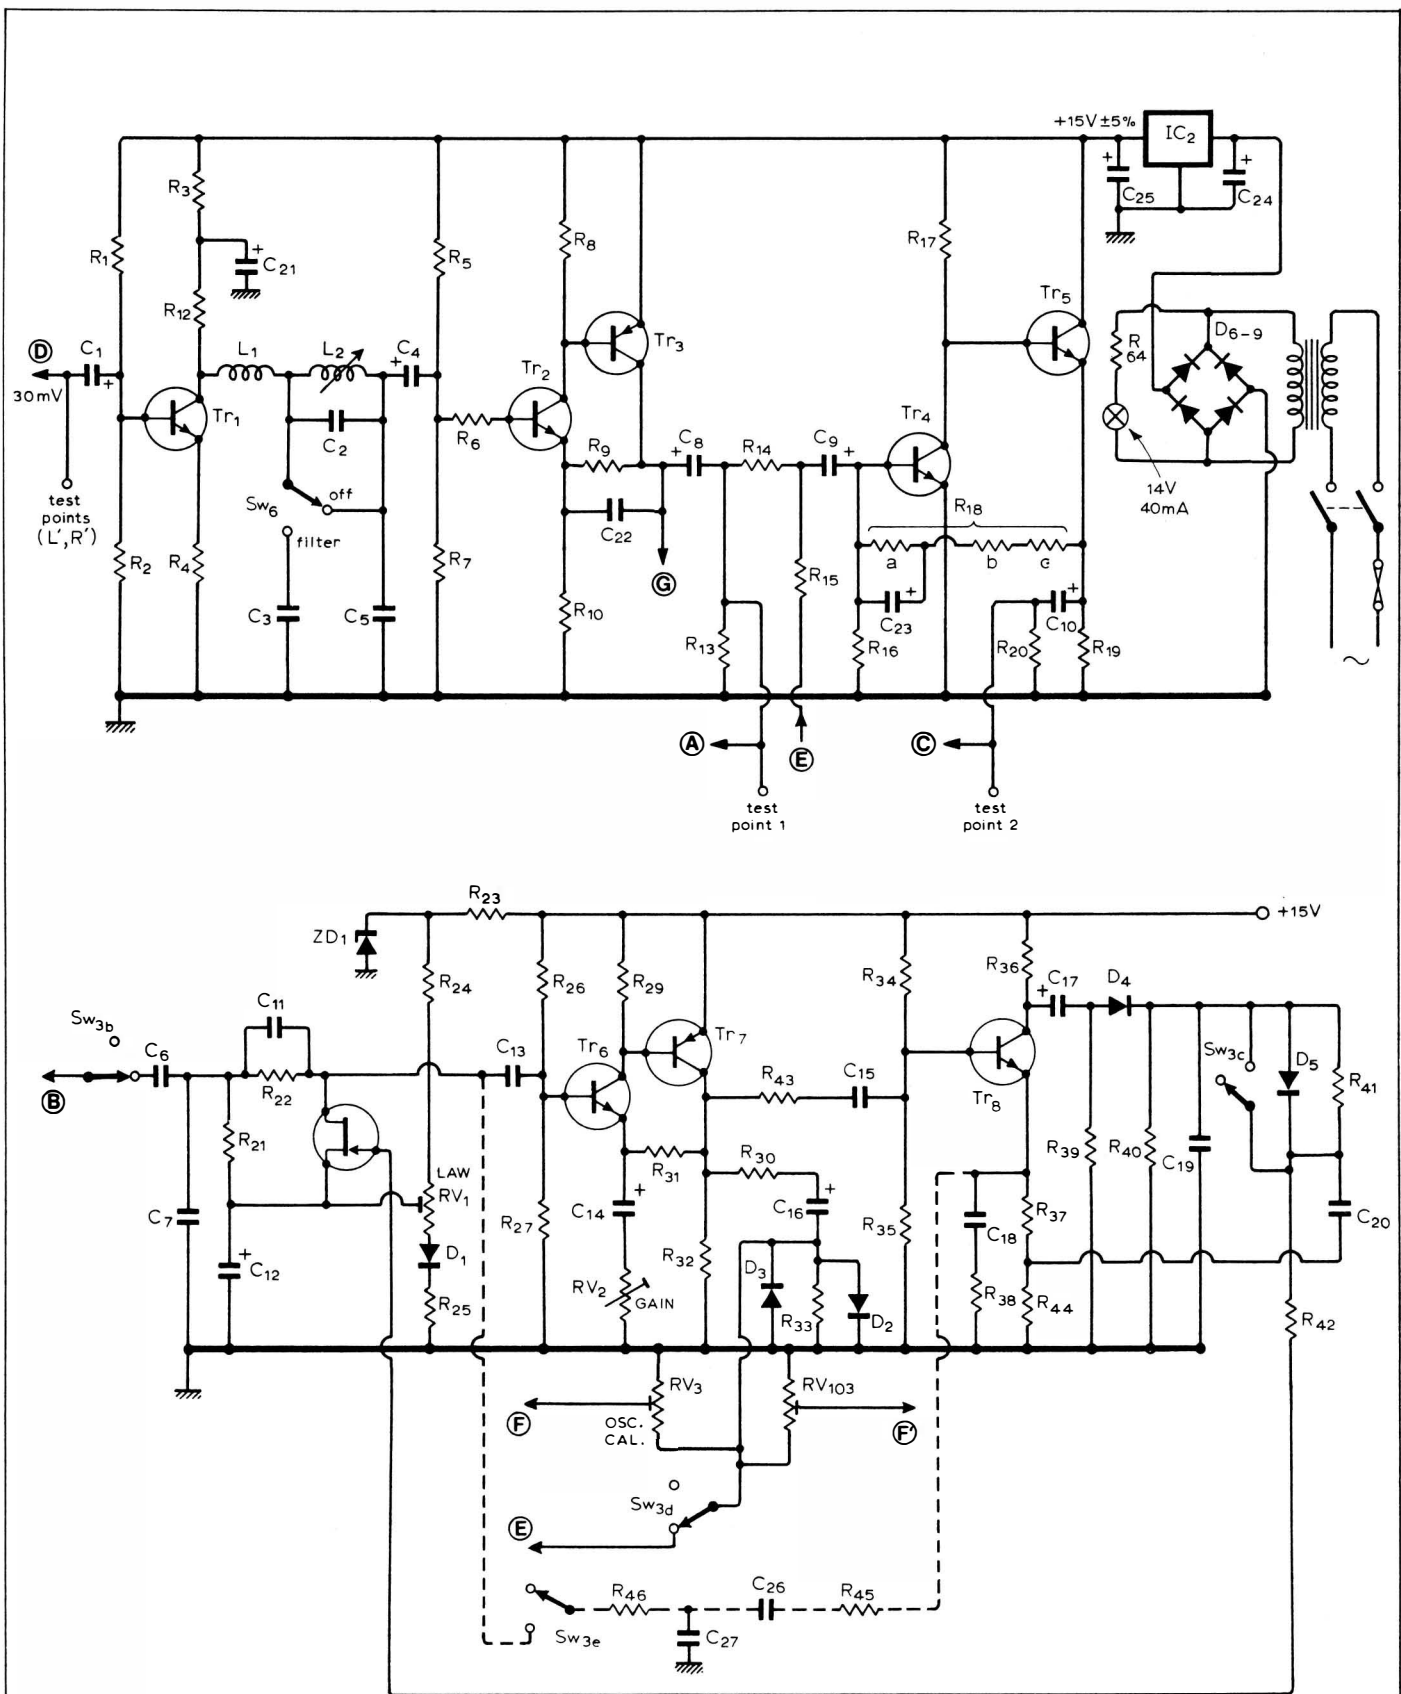 +15V ±5%
IC2
R3
C25
C24
R1
C21
R5
R8
R17
R12
Tr5
D6-9
R64
D
C1
L1
L2
C4
Tr3
30mV
Tr1
Tr2
C2
R6
Tr4
R9
C8
R14
C9
14V
40mA
Sw6
off
R18
test
points
(L',R')
filter
C22
a
b
c
R2
R4
R7
G
R15
C3
C5
R10
C23
C10
R13
R16
R20
R19
~
A
E
C
test
point 1
test
point 2
R23
+15V
ZD1
R24
R26
R29
R34
R36
C17
D4
C11
Sw3b
Tr7
C6
C13
Tr6
Sw3c
D5
R41
B
R22
R43
C15
Tr8
R21
R39
R40
C19
LAW
RV1
R31
R30
C7
C14
C16
R27
R35
C18
R37
C20
C12
D1
R32
D3
RV2
GAIN
R25
R33
D2
R38
R44
R42
RV3
RV103
F
OSC.
CAL.
F'
Sw3d
E
R46
C26
R45
Sw3e
C27